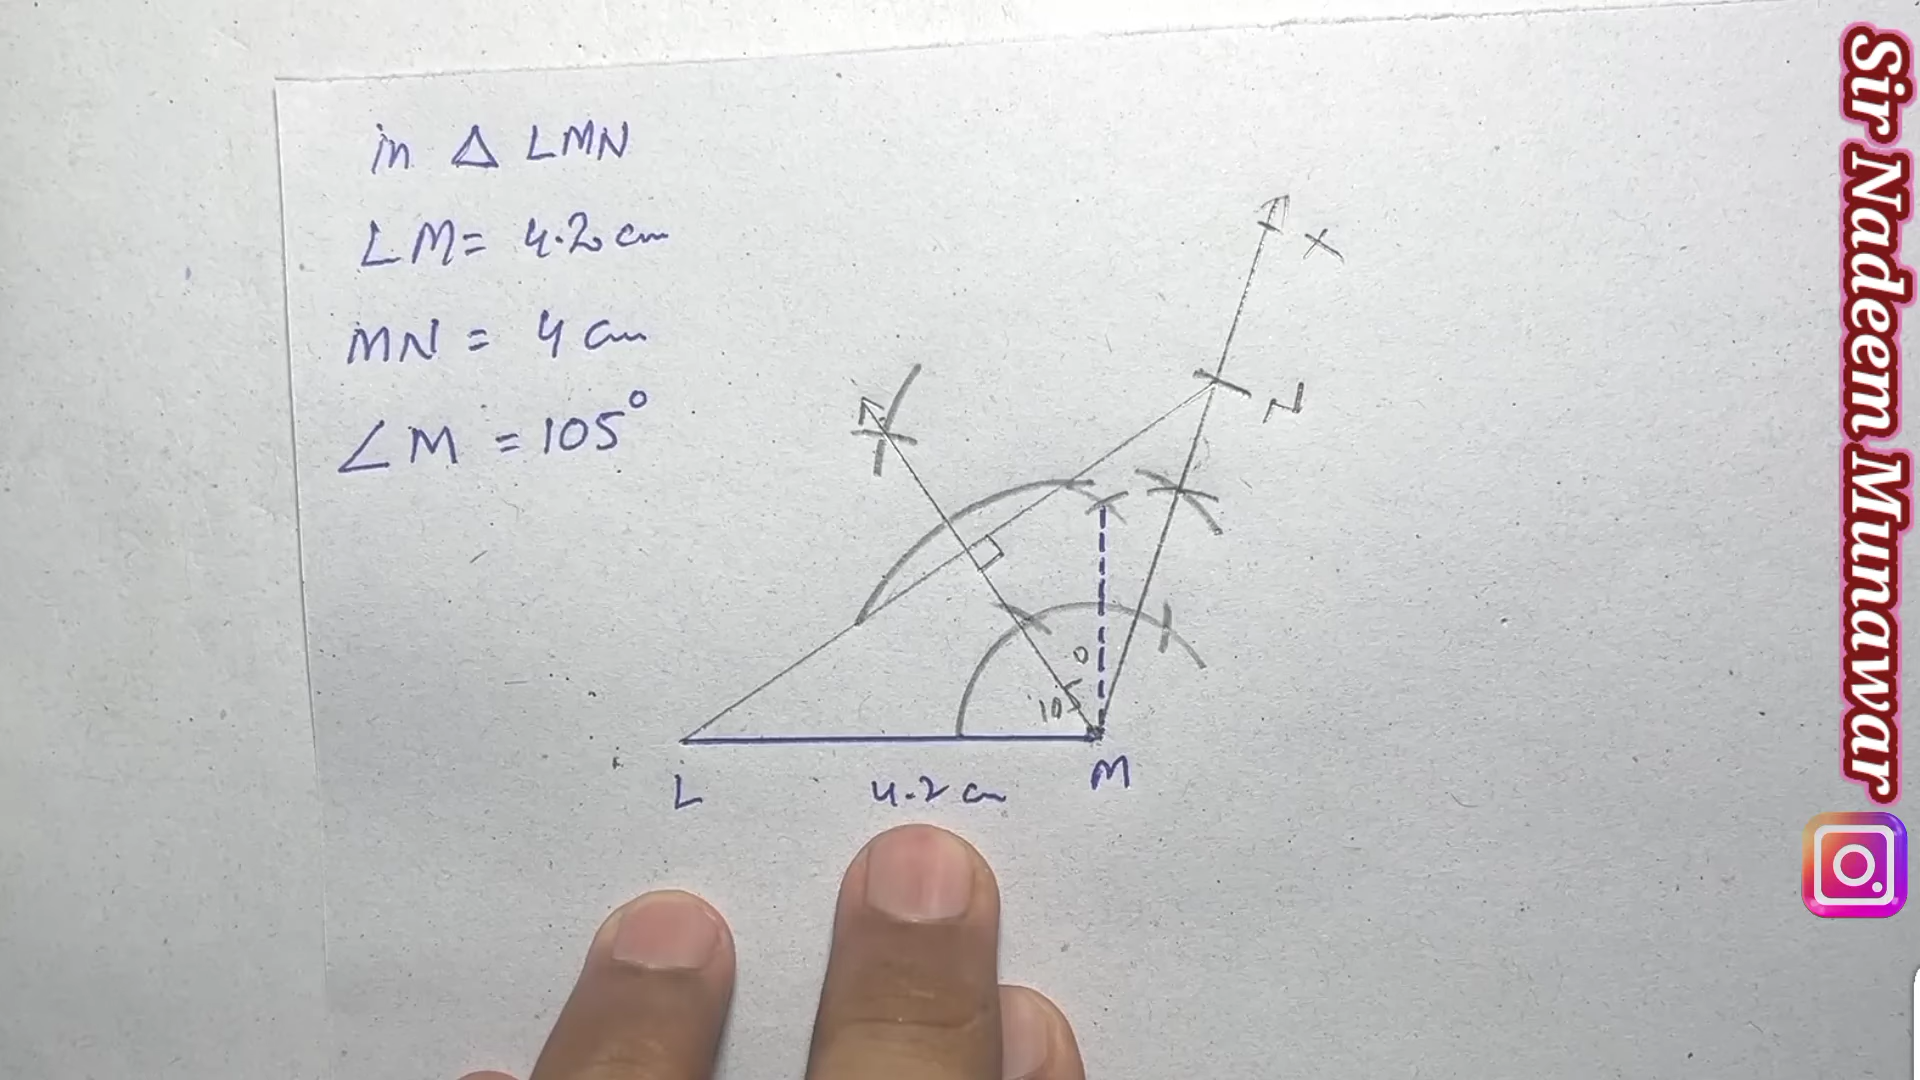 in △ LMN
LM = 4.2 cm
MN = 4 cm
∠M = 105°
X
N
105°
L
4.2 cm
M
Sir Nadeem Munawar